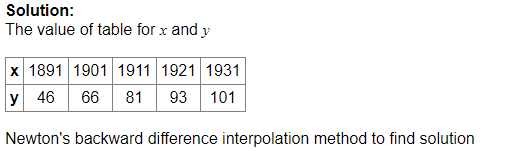 Solution:
The value of table for x and y
x 1891 1901 1911 1921 1931
y 46 66 81 93 101
Newton's backward difference interpolation method to find solution